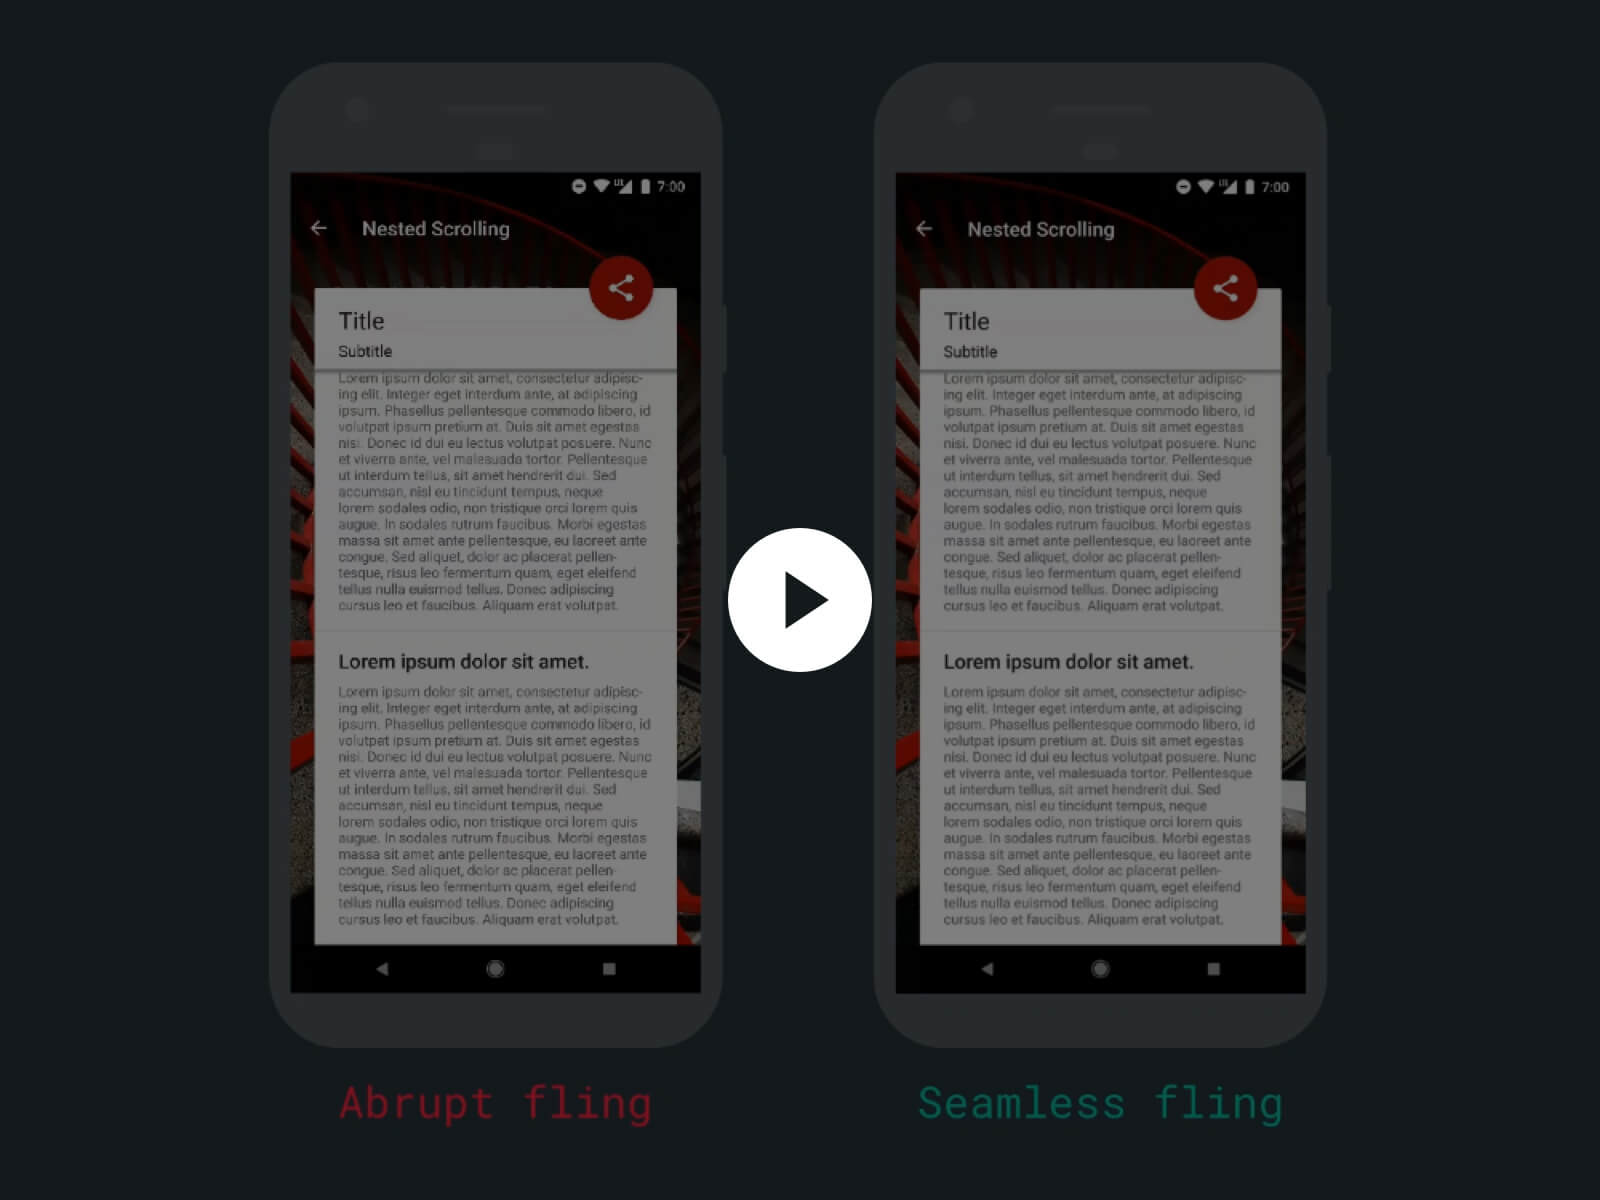 LTE 7:00
Nested Scrolling
Title
Subtitle
Lorem ipsum dolor sit amet, consectetur adipisc-
ing elit. Integer eget interdum ante, at adipiscing
ipsum. Phasellus pellentesque commodo libero, id
volutpat ipsum pretium at. Duis sit amet egestas
nisi. Donec id dui eu lectus volutpat posuere. Nunc
et viverra ante, vel malesuada tortor. Pellentesque
ut interdum tellus, sit amet hendrerit dui. Sed
accumsan, nisl eu tincidunt tempus, neque
lorem sodales odio, non tristique orci lorem quis
augue. In sodales rutrum faucibus. Morbi egestas
massa sit amet ante pellentesque, eu laoreet ante
congue. Sed aliquet, dolor ac placerat pellen-
tesque, risus leo fermentum quam, eget eleifend
tellus nulla euismod tellus. Donec adipiscing
cursus leo et faucibus. Aliquam erat volutpat.
Lorem ipsum dolor sit amet.
Lorem ipsum dolor sit amet, consectetur adipisc-
ing elit. Integer eget interdum ante, at adipiscing
ipsum. Phasellus pellentesque commodo libero, id
volutpat ipsum pretium at. Duis sit amet egestas
nisi. Donec id dui eu lectus volutpat posuere. Nunc
et viverra ante, vel malesuada tortor. Pellentesque
ut interdum tellus, sit amet hendrerit dui. Sed
accumsan, nisl eu tincidunt tempus, neque
lorem sodales odio, non tristique orci lorem quis
augue. In sodales rutrum faucibus. Morbi egestas
massa sit amet ante pellentesque, eu laoreet ante
congue. Sed aliquet, dolor ac placerat pellen-
tesque, risus leo fermentum quam, eget eleifend
tellus nulla euismod tellus. Donec adipiscing
cursus leo et faucibus. Aliquam erat volutpat.
Abrupt fling
LTE 7:00
Nested Scrolling
Title
Subtitle
Lorem ipsum dolor sit amet, consectetur adipisc-
ing elit. Integer eget interdum ante, at adipiscing
ipsum. Phasellus pellentesque commodo libero, id
volutpat ipsum pretium at. Duis sit amet egestas
nisi. Donec id dui eu lectus volutpat posuere. Nunc
et viverra ante, vel malesuada tortor. Pellentesque
ut interdum tellus, sit amet hendrerit dui. Sed
accumsan, nisl eu tincidunt tempus, neque
lorem sodales odio, non tristique orci lorem quis
augue. In sodales rutrum faucibus. Morbi egestas
massa sit amet ante pellentesque, eu laoreet ante
congue. Sed aliquet, dolor ac placerat pellen-
tesque, risus leo fermentum quam, eget eleifend
tellus nulla euismod tellus. Donec adipiscing
cursus leo et faucibus. Aliquam erat volutpat.
Lorem ipsum dolor sit amet.
Lorem ipsum dolor sit amet, consectetur adipisc-
ing elit. Integer eget interdum ante, at adipiscing
ipsum. Phasellus pellentesque commodo libero, id
volutpat ipsum pretium at. Duis sit amet egestas
nisi. Donec id dui eu lectus volutpat posuere. Nunc
et viverra ante, vel malesuada tortor. Pellentesque
ut interdum tellus, sit amet hendrerit dui. Sed
accumsan, nisl eu tincidunt tempus, neque
lorem sodales odio, non tristique orci lorem quis
augue. In sodales rutrum faucibus. Morbi egestas
massa sit amet ante pellentesque, eu laoreet ante
congue. Sed aliquet, dolor ac placerat pellen-
tesque, risus leo fermentum quam, eget eleifend
tellus nulla euismod tellus. Donec adipiscing
cursus leo et faucibus. Aliquam erat volutpat.
Seamless fling